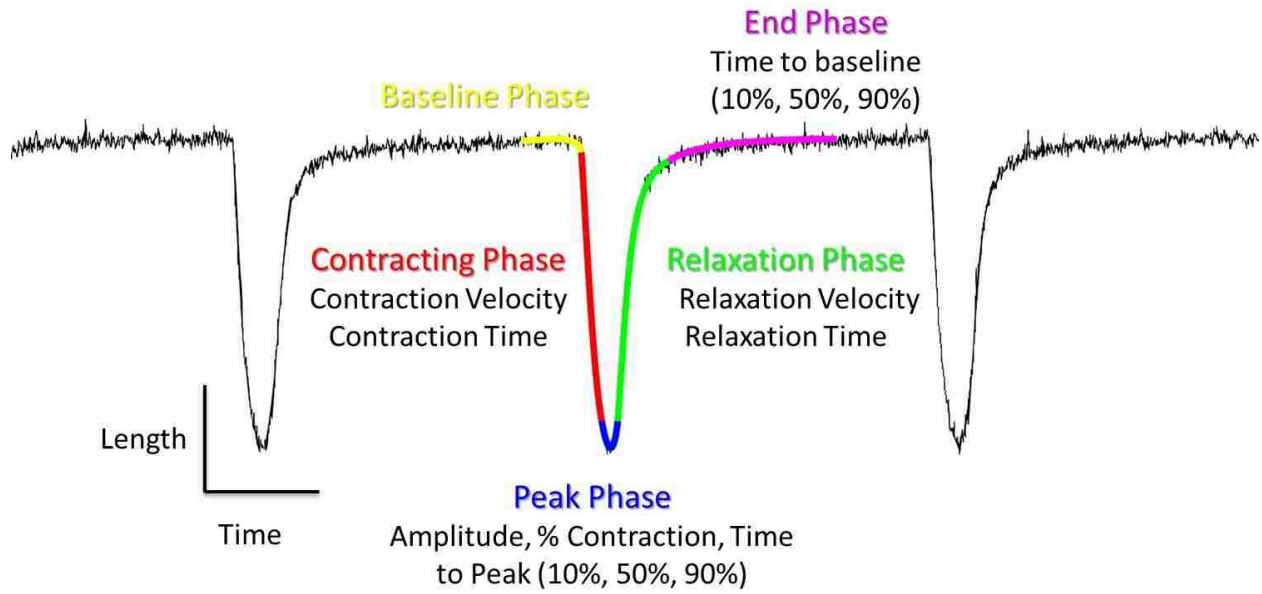 End Phase
Time to baseline
(10%, 50%, 90%)
Baseline Phase
Contracting Phase
Contraction Velocity
Contraction Time
Relaxation Phase
Relaxation Velocity
Relaxation Time
Length
Time
Peak Phase
Amplitude, % Contraction, Time
to Peak (10%, 50%, 90%)